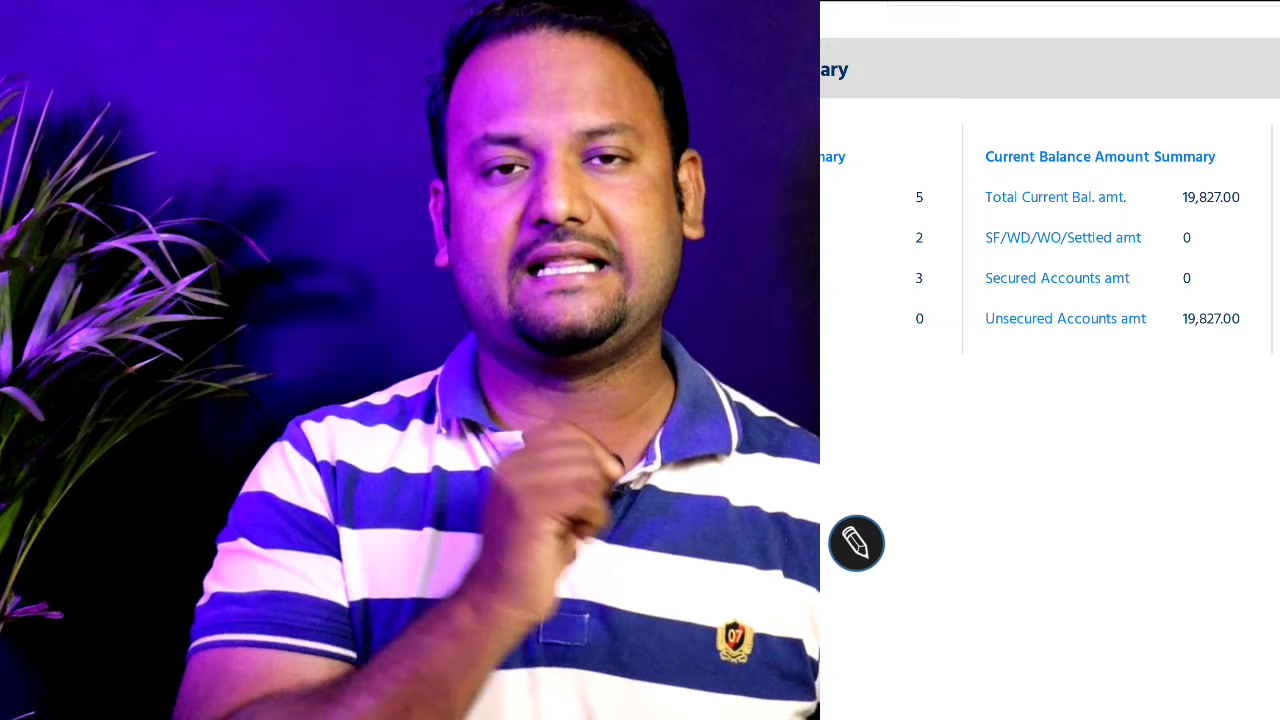 ary
nary
5
2
3
0
Current Balance Amount Summary
Total Current Bal. amt. 19,827.00
SF/WD/WO/Settled amt 0
Secured Accounts amt 0
Unsecured Accounts amt 19,827.00
07